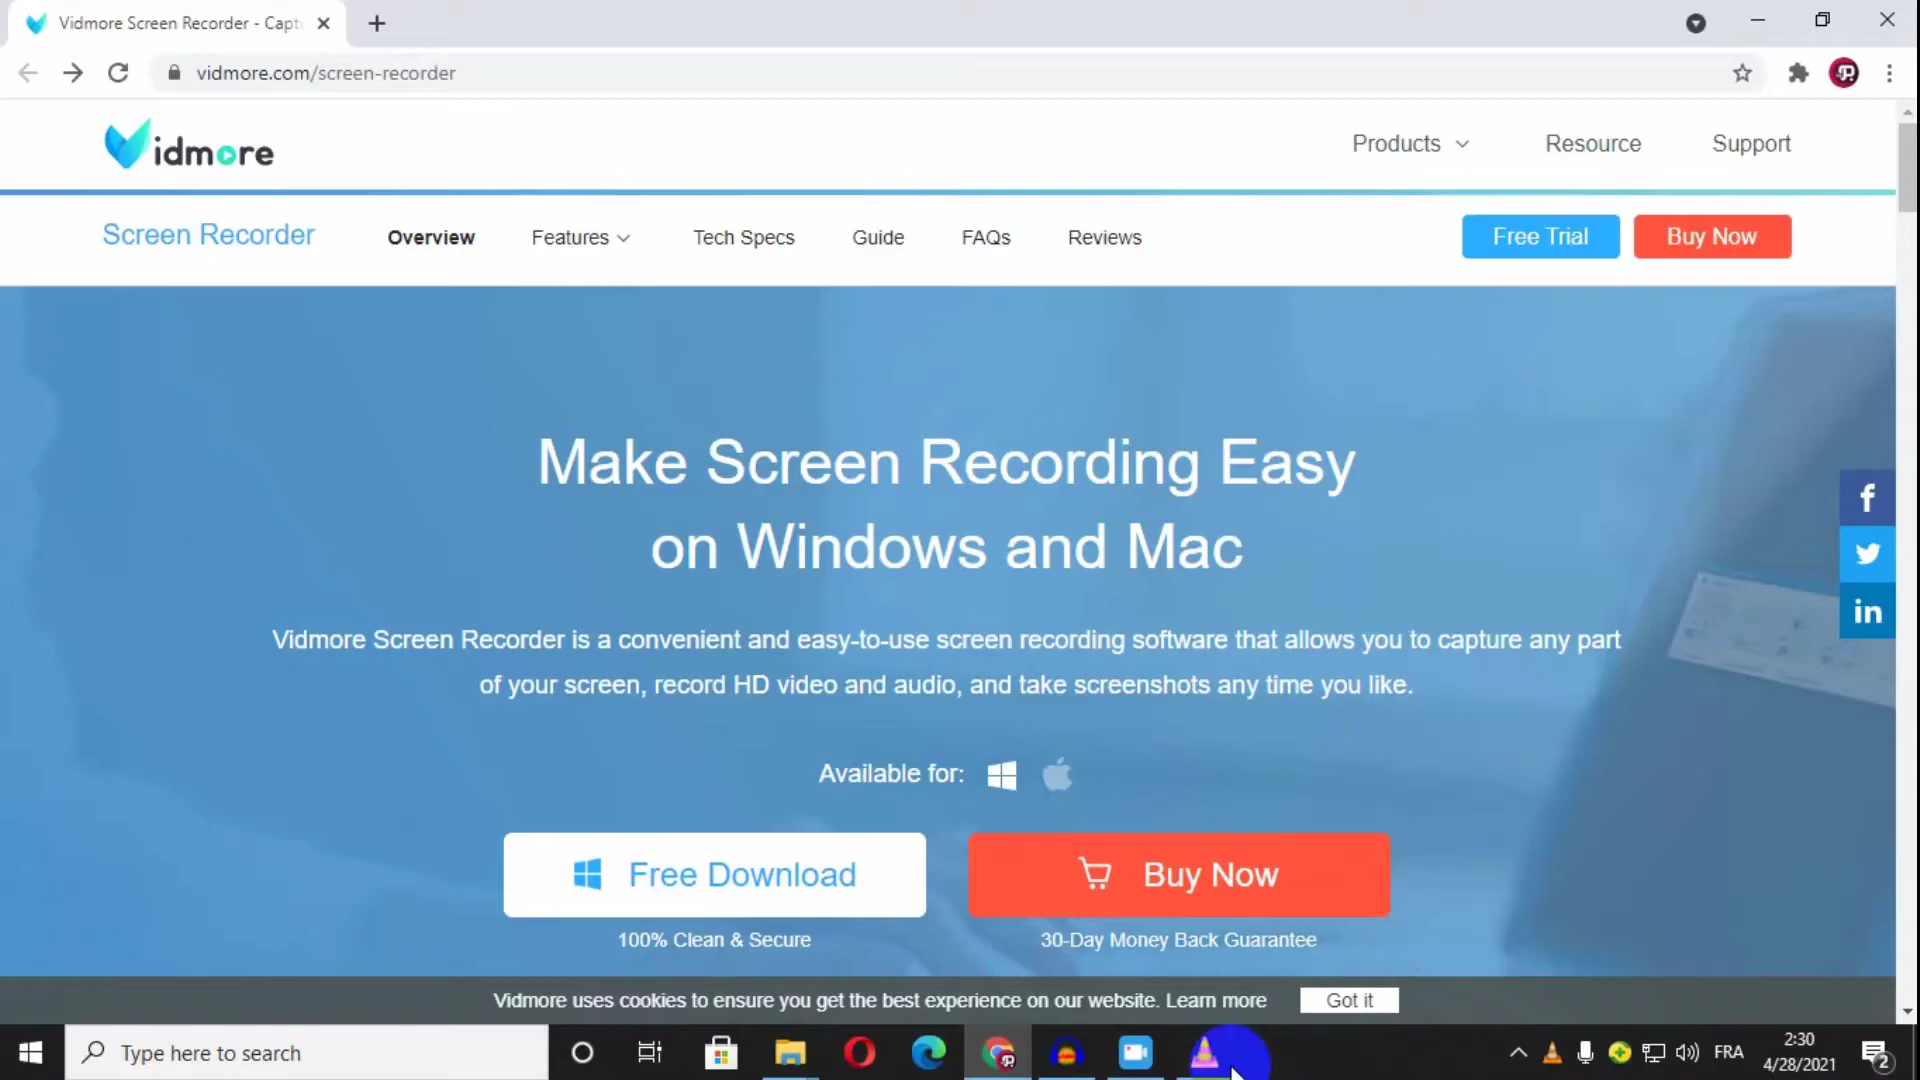 Vidmore Screen Recorder - Capt
vidmore.com/screen-recorder
Vidmore
Products
Resource
Support
Screen Recorder
Overview
Features
Tech Specs
Guide
FAQs
Reviews
Free Trial
Buy Now
Make Screen Recording Easy
on Windows and Mac
Vidmore Screen Recorder is a convenient and easy-to-use screen recording software that allows you to capture any part
of your screen, record HD video and audio, and take screenshots any time you like.
Available for:
Free Download
Buy Now
100% Clean & Secure
30-Day Money Back Guarantee
Vidmore uses cookies to ensure you get the best experience on our website. Learn more
Got it
Type here to search
FRA
2:30
4/28/2021
2